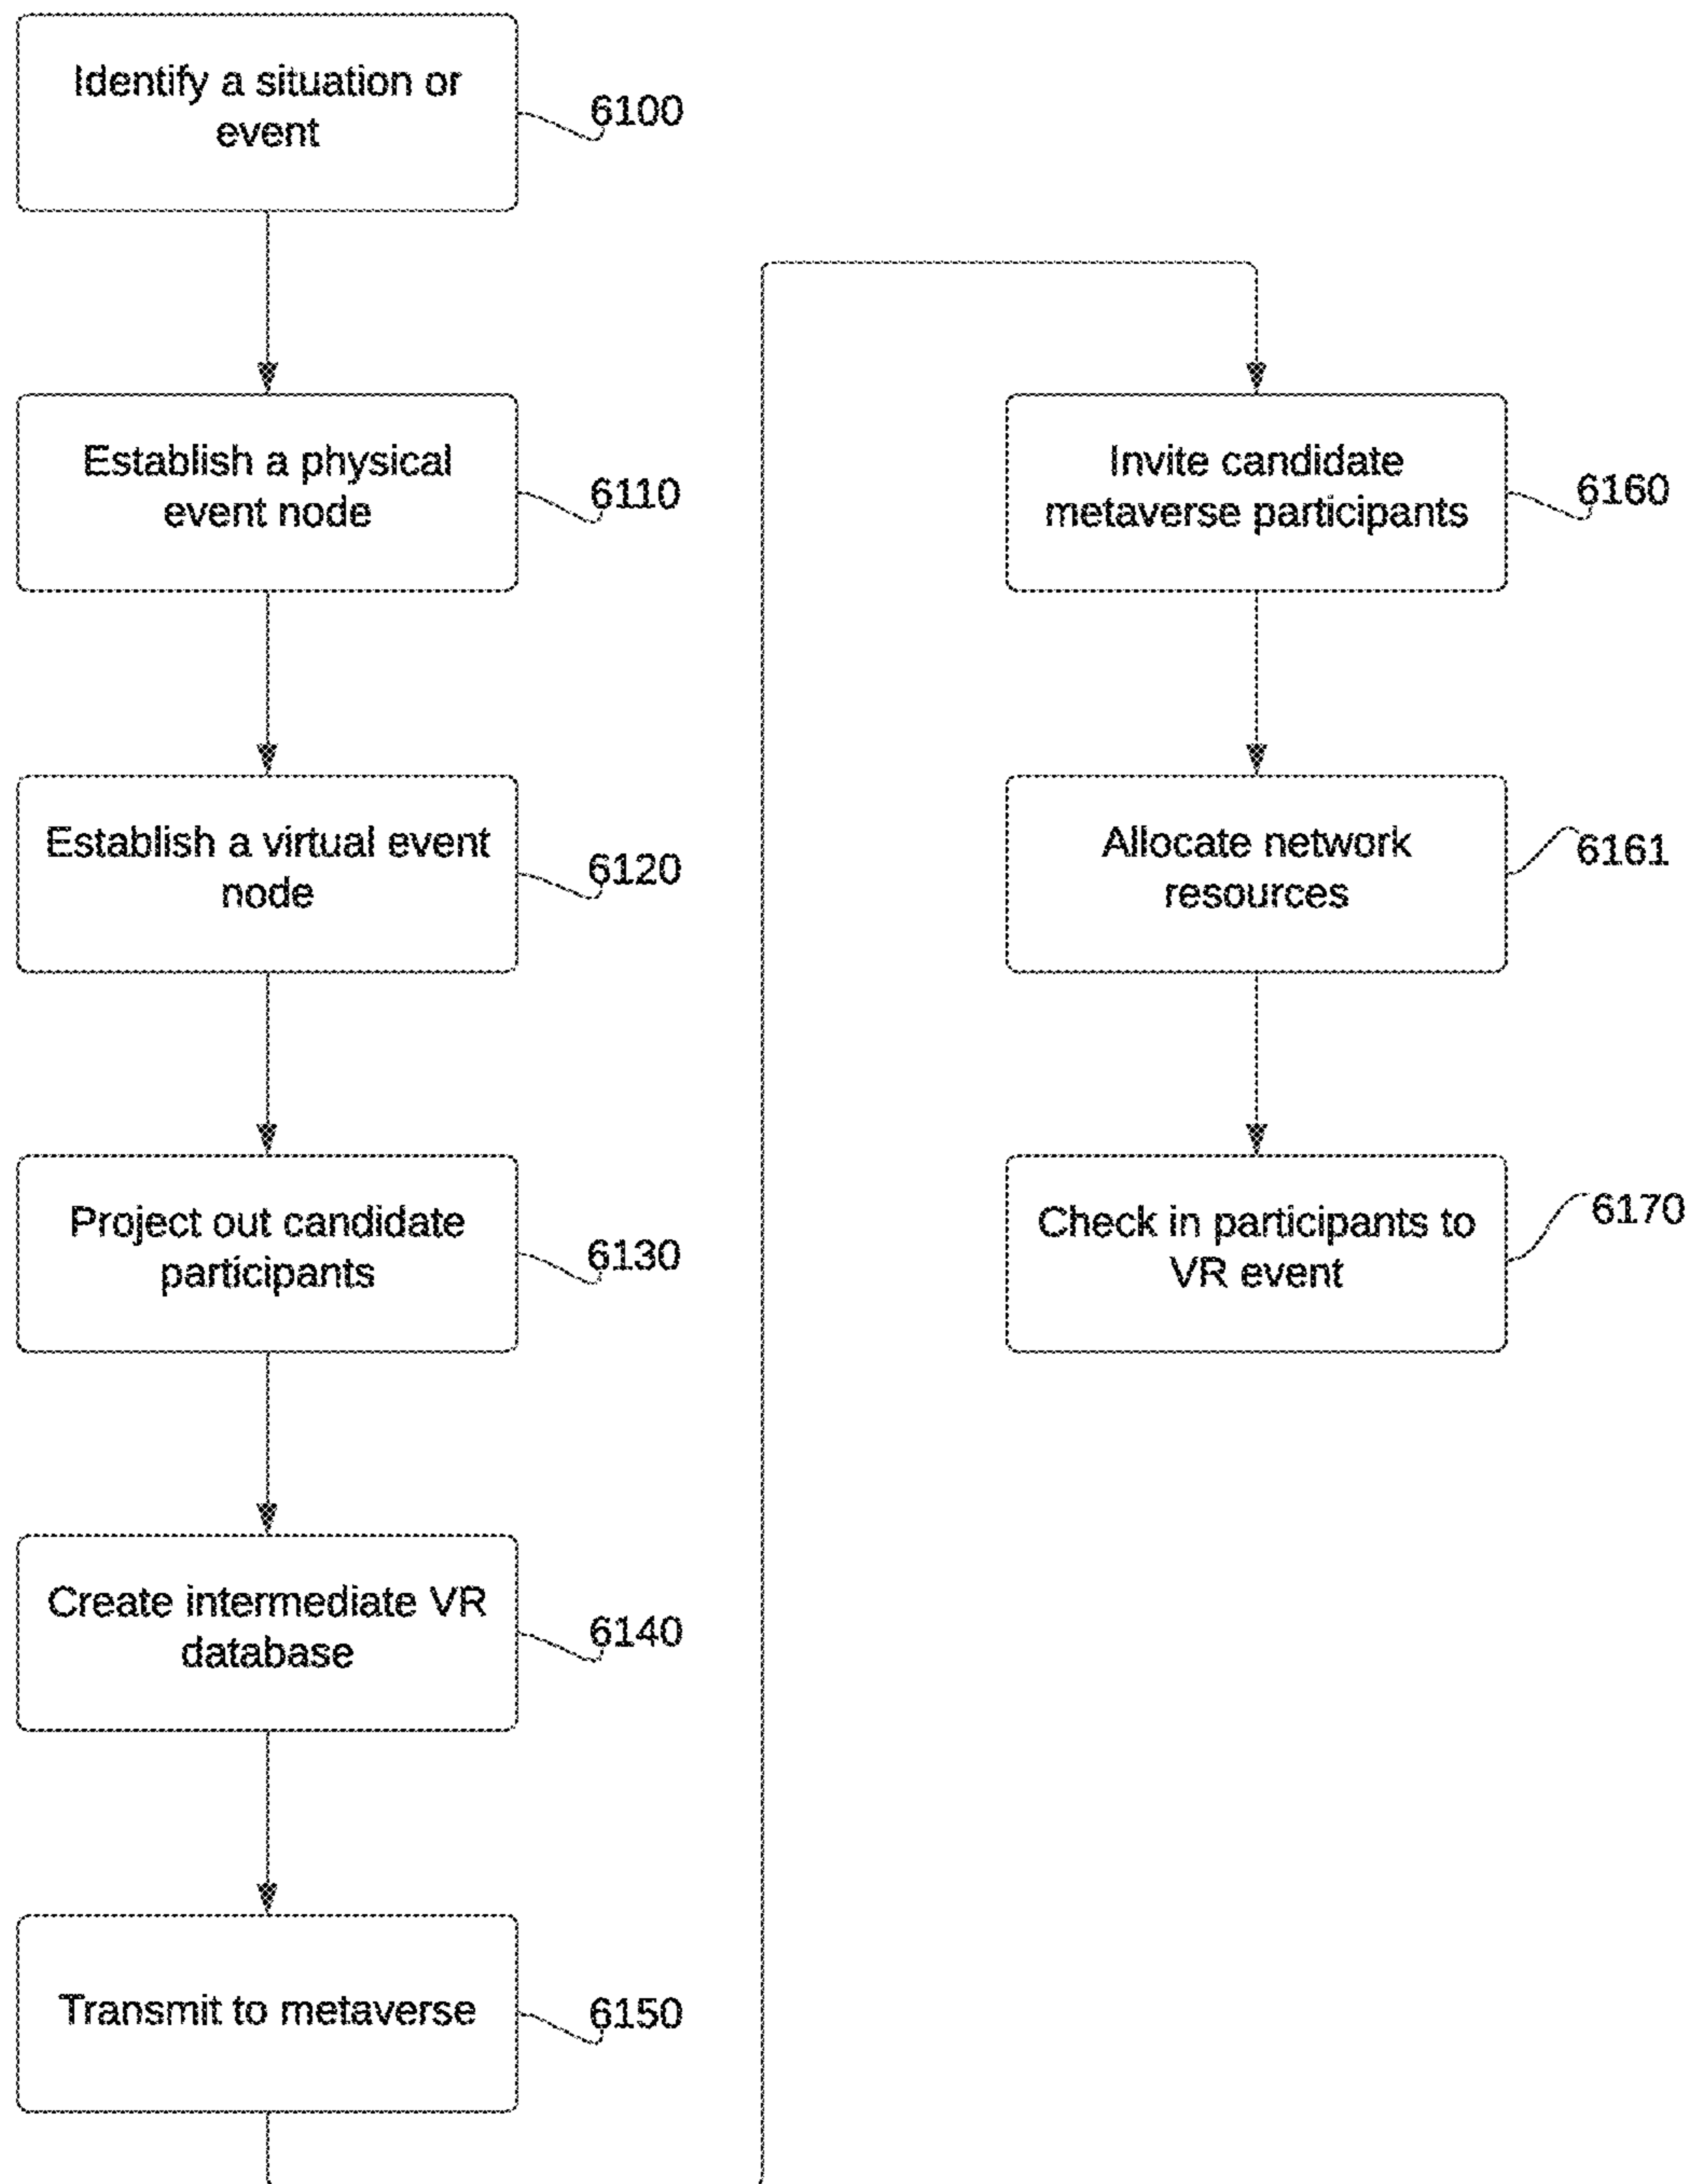 Identify a situation or
event
6100
Establish a physical
event node
6110
Establish a virtual event
node
6120
Project out candidate
participants
6130
Create intermediate VR
database
6140
Transmit to metaverse
6150
Invite candidate
metaverse participants
6160
Allocate network
resources
6161
Check in participants to
VR event
6170